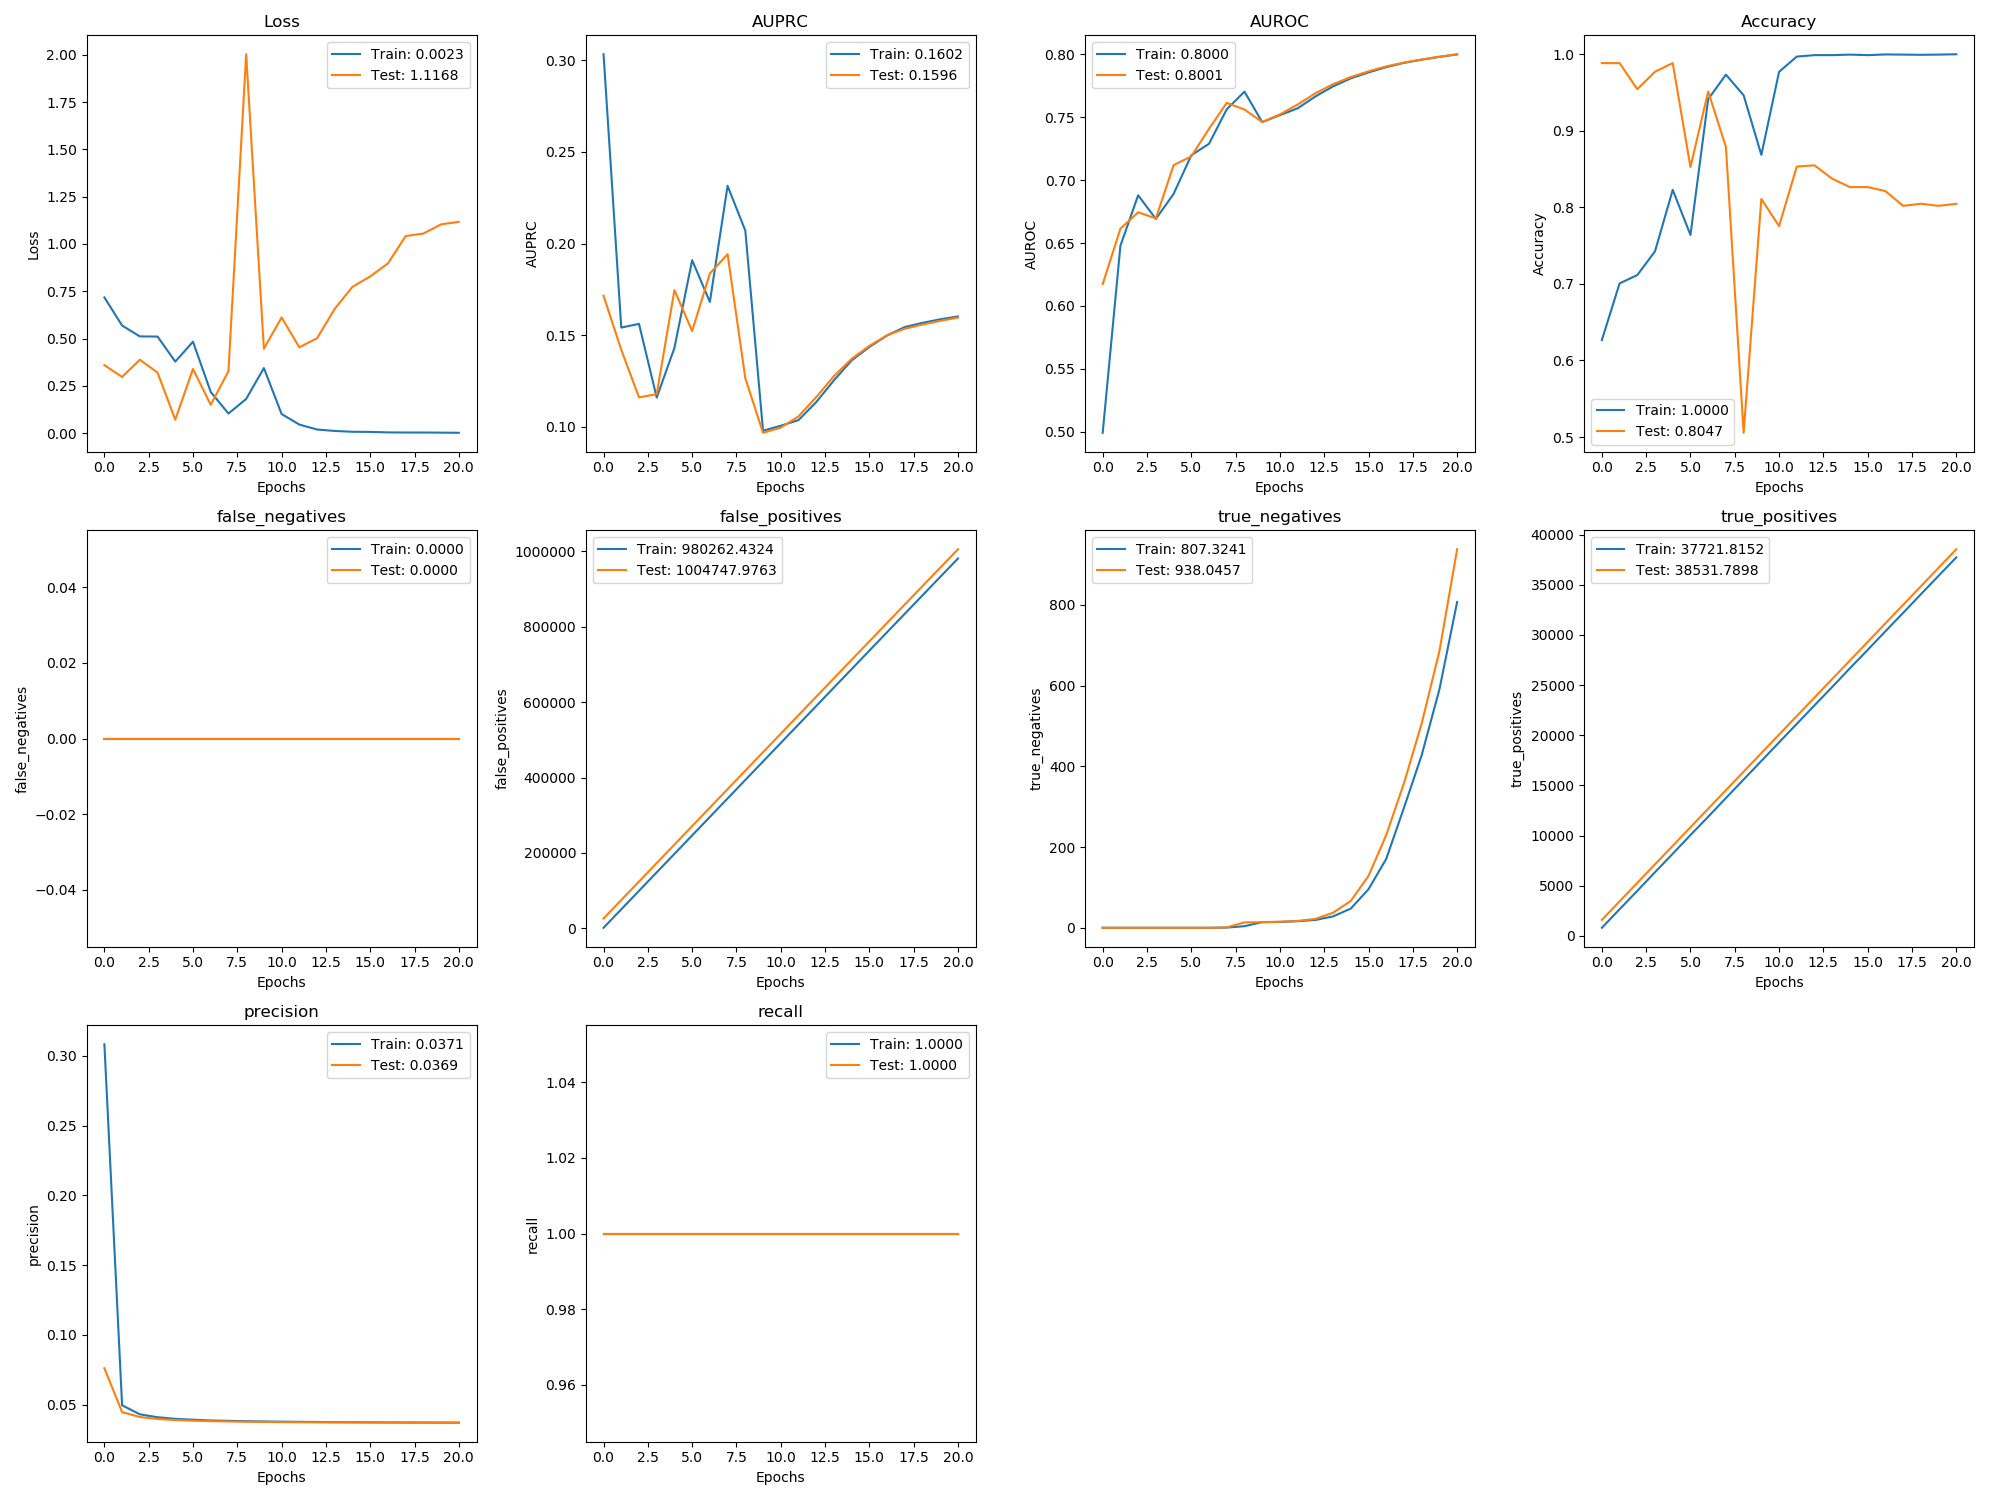 Loss
Train: 0.0023
Test: 1.1168
2.00
1.75
1.50
1.25
1.00
0.75
0.50
0.25
0.00
Loss
0.0 2.5 5.0 7.5 10.0 12.5 15.0 17.5 20.0
Epochs
AUPRC
Train: 0.1602
Test: 0.1596
0.30
0.25
0.20
0.15
0.10
AUPRC
0.0 2.5 5.0 7.5 10.0 12.5 15.0 17.5 20.0
Epochs
AUROC
Train: 0.8000
Test: 0.8001
0.80
0.75
0.70
0.65
0.60
0.55
0.50
AUROC
0.0 2.5 5.0 7.5 10.0 12.5 15.0 17.5 20.0
Epochs
Accuracy
1.0
0.9
0.8
0.7
0.6
0.5
Accuracy
Train: 1.0000
Test: 0.8047
0.0 2.5 5.0 7.5 10.0 12.5 15.0 17.5 20.0
Epochs
false_negatives
Train: 0.0000
Test: 0.0000
0.04
0.02
0.00
−0.02
−0.04
false_negatives
0.0 2.5 5.0 7.5 10.0 12.5 15.0 17.5 20.0
Epochs
false_positives
Train: 980262.4324
Test: 1004747.9763
1000000
800000
600000
400000
200000
0
false_positives
0.0 2.5 5.0 7.5 10.0 12.5 15.0 17.5 20.0
Epochs
true_negatives
Train: 807.3241
Test: 938.0457
800
600
400
200
0
true_negatives
0.0 2.5 5.0 7.5 10.0 12.5 15.0 17.5 20.0
Epochs
true_positives
Train: 37721.8152
Test: 38531.7898
40000
35000
30000
25000
20000
15000
10000
5000
0
true_positives
0.0 2.5 5.0 7.5 10.0 12.5 15.0 17.5 20.0
Epochs
precision
Train: 0.0371
Test: 0.0369
0.30
0.25
0.20
0.15
0.10
0.05
precision
0.0 2.5 5.0 7.5 10.0 12.5 15.0 17.5 20.0
Epochs
recall
Train: 1.0000
Test: 1.0000
1.04
1.02
1.00
0.98
0.96
recall
0.0 2.5 5.0 7.5 10.0 12.5 15.0 17.5 20.0
Epochs